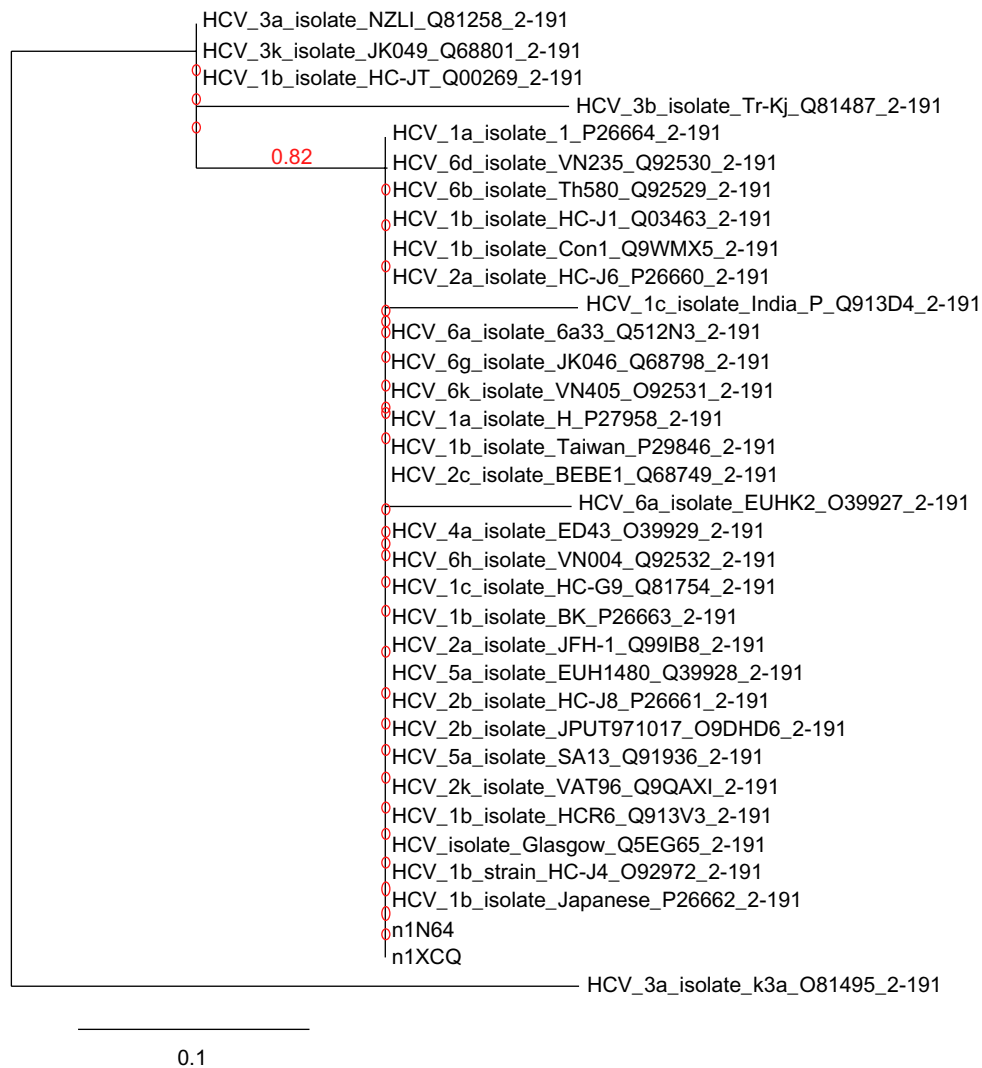 HCV_3a_isolate_NZLI_Q81258_2-191
HCV_3k_isolate_JK049_Q68801_2-191
HCV_1b_isolate_HC-JT_Q00269_2-191
HCV_3b_isolate_Tr-Kj_Q81487_2-191
HCV_1a_isolate_1_P26664_2-191
0.82
HCV_6d_isolate_VN235_Q92530_2-191
HCV_6b_isolate_Th580_Q92529_2-191
HCV_1b_isolate_HC-J1_Q03463_2-191
HCV_1b_isolate_Con1_Q9WMX5_2-191
HCV_2a_isolate_HC-J6_P26660_2-191
HCV_1c_isolate_India_P_Q913D4_2-191
HCV_6a_isolate_6a33_Q512N3_2-191
HCV_6g_isolate_JK046_Q68798_2-191
HCV_6k_isolate_VN405_O92531_2-191
HCV_1a_isolate_H_P27958_2-191
HCV_1b_isolate_Taiwan_P29846_2-191
HCV_2c_isolate_BEBE1_Q68749_2-191
HCV_6a_isolate_EUHK2_O39927_2-191
HCV_4a_isolate_ED43_O39929_2-191
HCV_6h_isolate_VN004_Q92532_2-191
HCV_1c_isolate_HC-G9_Q81754_2-191
HCV_1b_isolate_BK_P26663_2-191
HCV_2a_isolate_JFH-1_Q99IB8_2-191
HCV_5a_isolate_EUH1480_Q39928_2-191
HCV_2b_isolate_HC-J8_P26661_2-191
HCV_2b_isolate_JPUT971017_O9DHD6_2-191
HCV_5a_isolate_SA13_Q91936_2-191
HCV_2k_isolate_VAT96_Q9QAXI_2-191
HCV_1b_isolate_HCR6_Q913V3_2-191
HCV_isolate_Glasgow_Q5EG65_2-191
HCV_1b_strain_HC-J4_O92972_2-191
HCV_1b_isolate_Japanese_P26662_2-191
n1N64
n1XCQ
HCV_3a_isolate_k3a_O81495_2-191
0.1